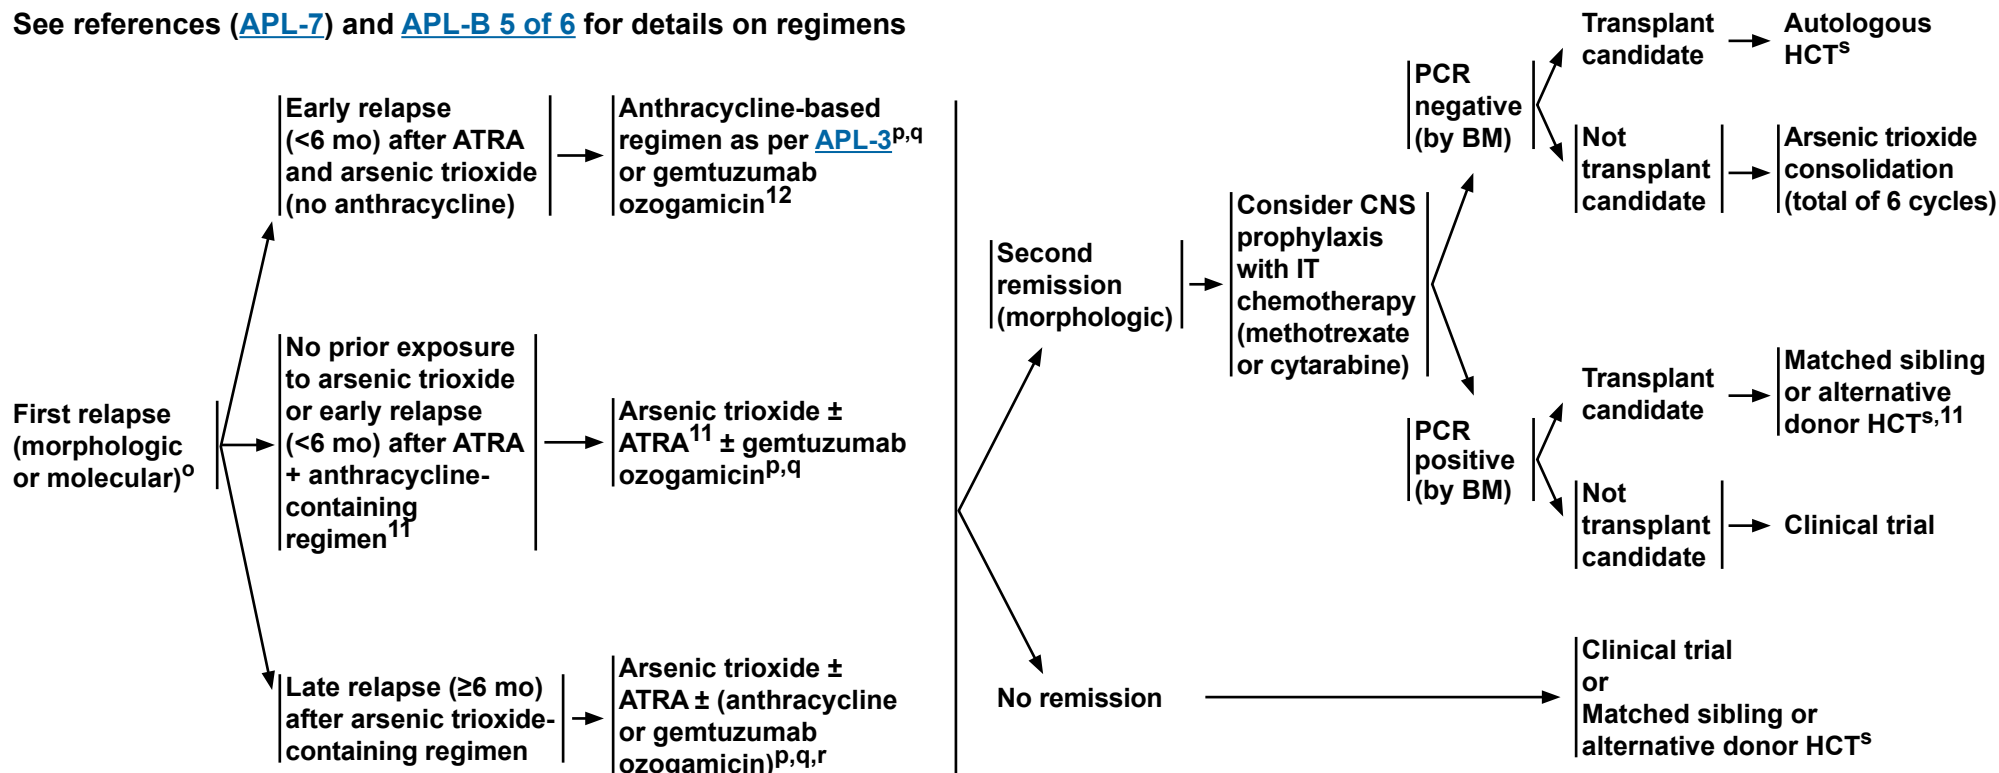 See references (APL-7) and APL-B 5 of 6 for details on regimens
First relapse
(morphologic
or molecular)o
Early relapse
(<6 mo) after ATRA
and arsenic trioxide
(no anthracycline)
Anthracycline-based
regimen as per APL-3p,q
or gemtuzumab
ozogamicin12
No prior exposure
to arsenic trioxide
or early relapse
(<6 mo) after ATRA
+ anthracycline-
containing
regimen11
Arsenic trioxide ±
ATRA11 ± gemtuzumab
ozogamicinp,q
Late relapse (≥6 mo)
after arsenic trioxide-
containing regimen
Arsenic trioxide ±
ATRA ± (anthracycline
or gemtuzumab
ozogamicin)p,q,r
Second
remission
(morphologic)
Consider CNS
prophylaxis
with IT
chemotherapy
(methotrexate
or cytarabine)
PCR
negative
(by BM)
Transplant
candidate
Autologous
HCTs
Not
transplant
candidate
Arsenic trioxide
consolidation
(total of 6 cycles)
PCR
positive
(by BM)
Transplant
candidate
Matched sibling
or alternative
donor HCTs,11
Not
transplant
candidate
Clinical trial
No remission
Clinical trial
or
Matched sibling or
alternative donor HCTs